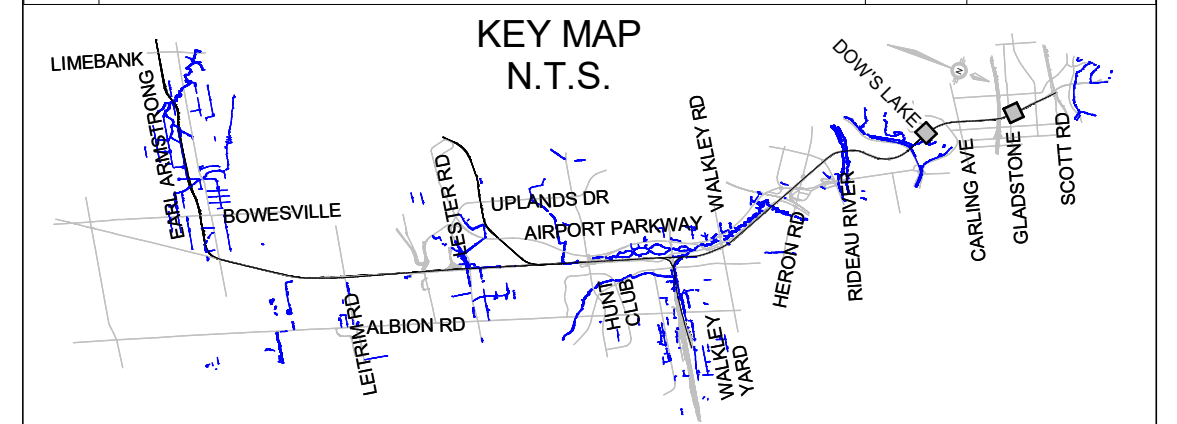 KEY MAP
N.T.S.
LIMEBANK
EARL ARMSTRONG
BOWESVILLE
LEITRIM RD
ALBION RD
LESTER RD
UPLANDS DR
AIRPORT PARKWAY
HUNT
CLUB
WALKLEY RD
WALKLEY
YARD
HERON RD
RIDEAU RIVER
DOW'S LAKE
N
CARLING AVE
GLADSTONE
SCOTT RD